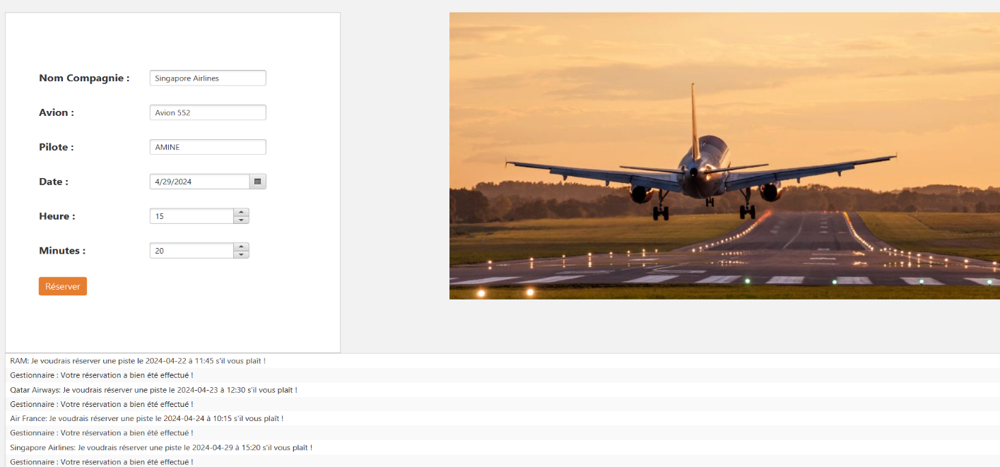 Nom Compagnie :
Singapore Airlines
Avion :
Avion 552
Pilote :
AMINE
Date :
4/29/2024
Heure :
15
Minutes :
20
Réserver
RAM: Je voudrais réserver une piste le 2024-04-22 à 11:45 s'il vous plaît !
Gestionnaire : Votre réservation a bien été effectué !
Qatar Airways: Je voudrais réserver une piste le 2024-04-23 à 12:30 s'il vous plaît !
Gestionnaire : Votre réservation a bien été effectué !
Air France: Je voudrais réserver une piste le 2024-04-24 à 10:15 s'il vous plaît !
Gestionnaire : Votre réservation a bien été effectué !
Singapore Airlines: Je voudrais réserver une piste le 2024-04-29 à 15:20 s'il vous plaît !
Gestionnaire : Votre réservation a bien été effectué !